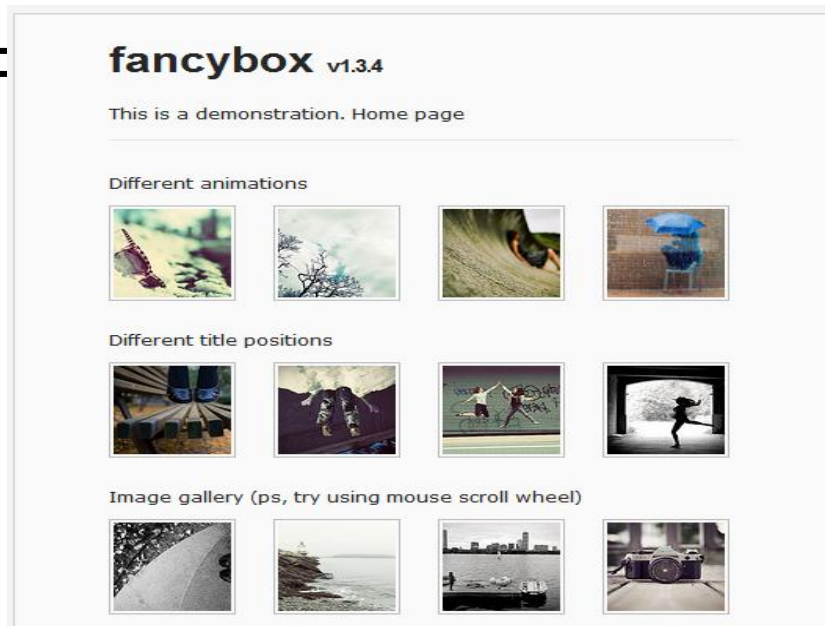 fancybox v1.3.4
This is a demonstration. Home page
Different animations
Different title positions
Image gallery (ps, try using mouse scroll wheel)